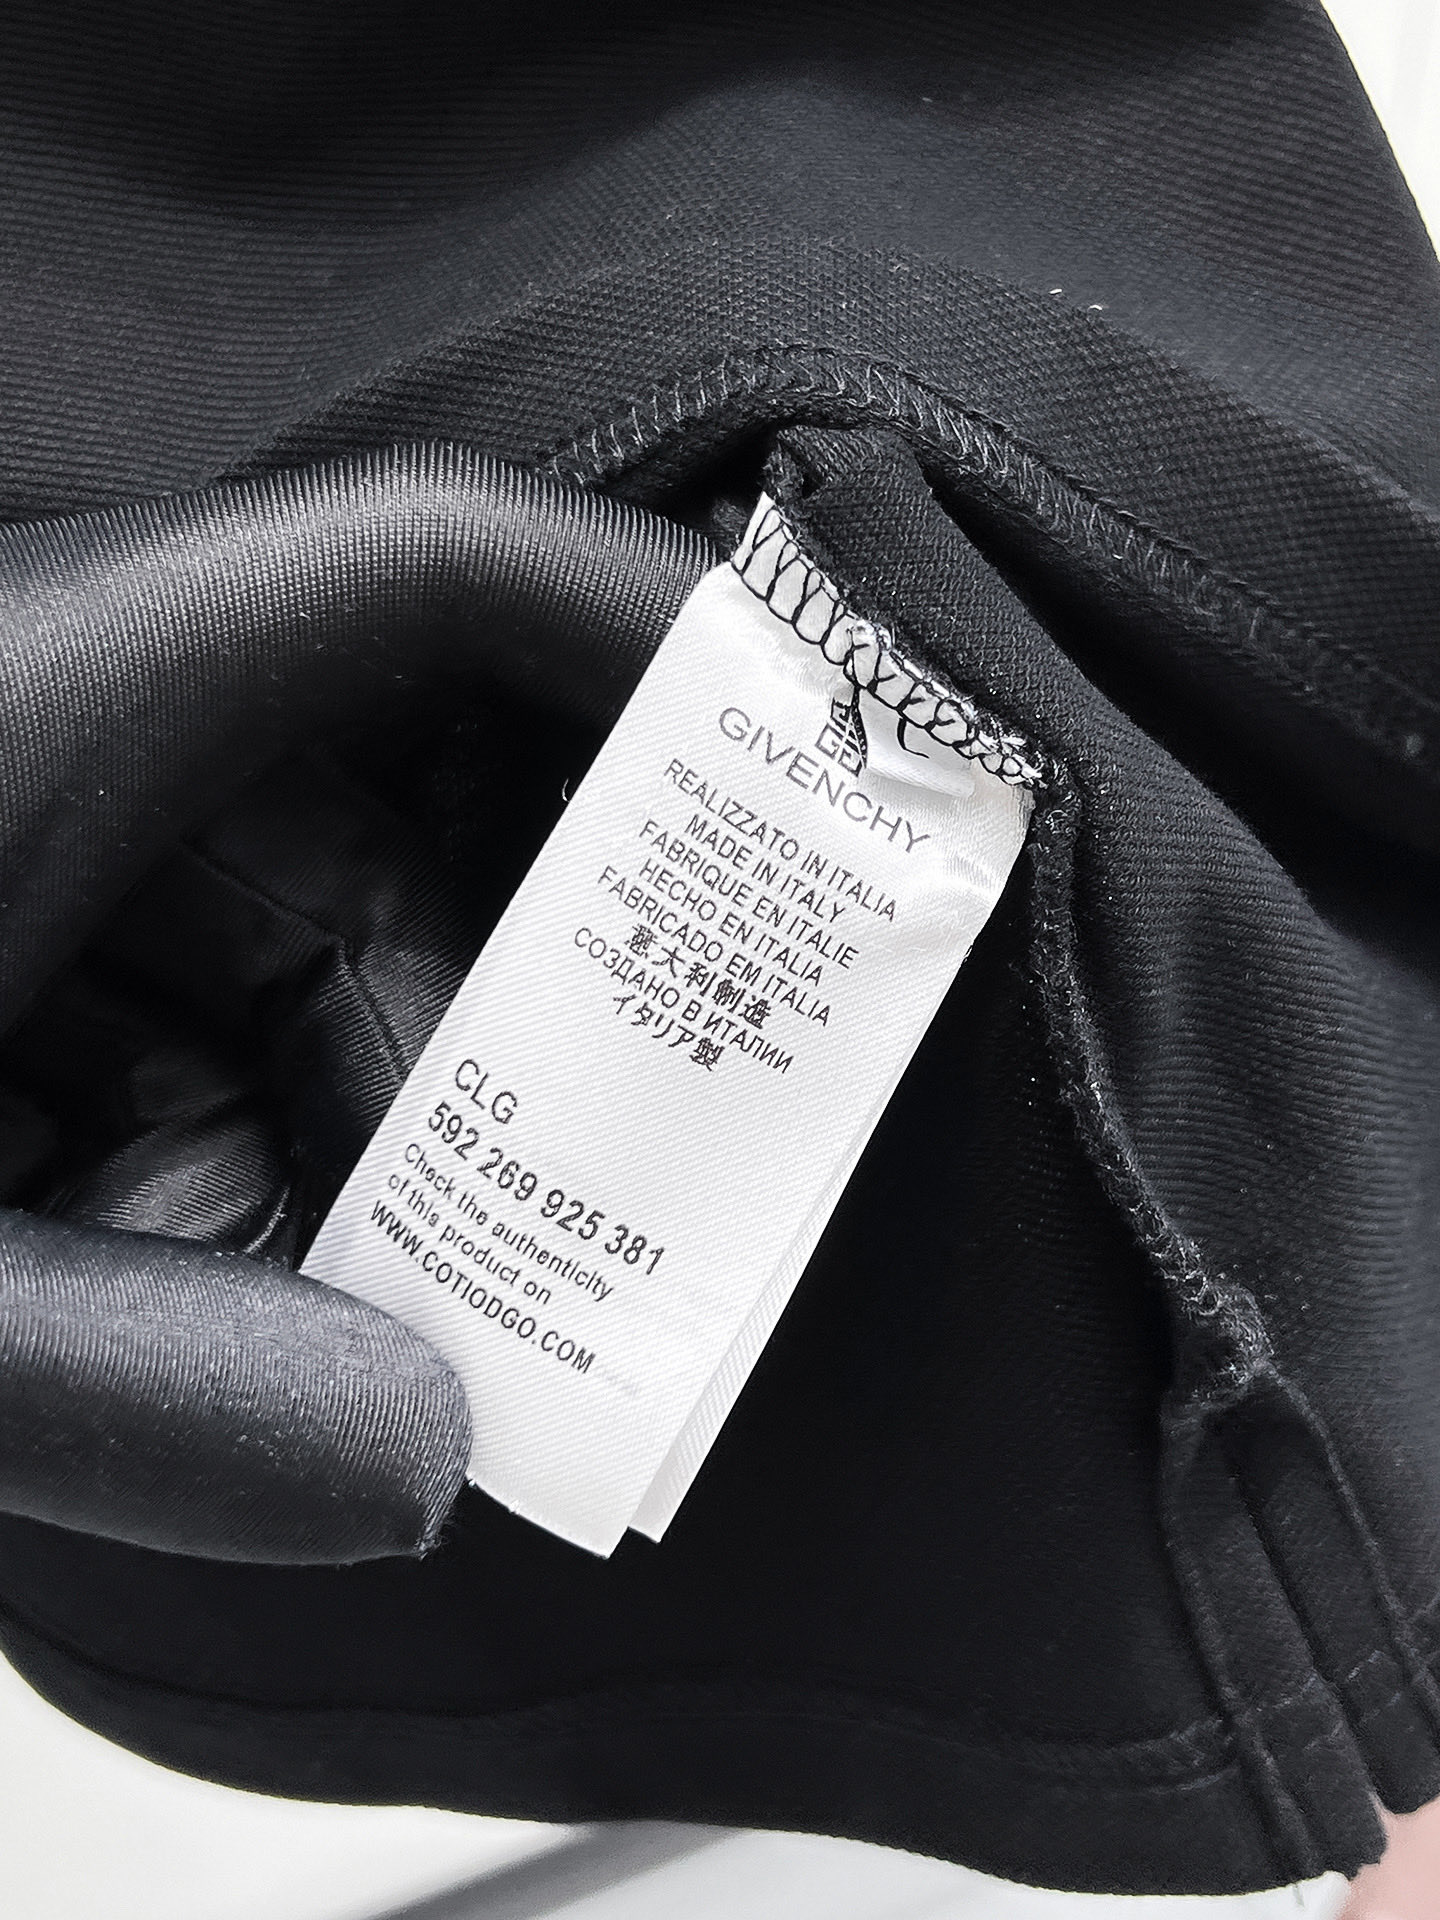 GIVENCHY
REALIZZATO IN ITALIA
MADE IN ITALY
FABRIQUE EN ITALIE
HECHO EN ITALIA
FABRICADO EM ITALIA
意大利制造
СОЗДАНО В ИТАЛИИ
イタリア製
CLG
592 269 925 381
Check the authenticity
of this product on
WWW.COTIODGO.COM